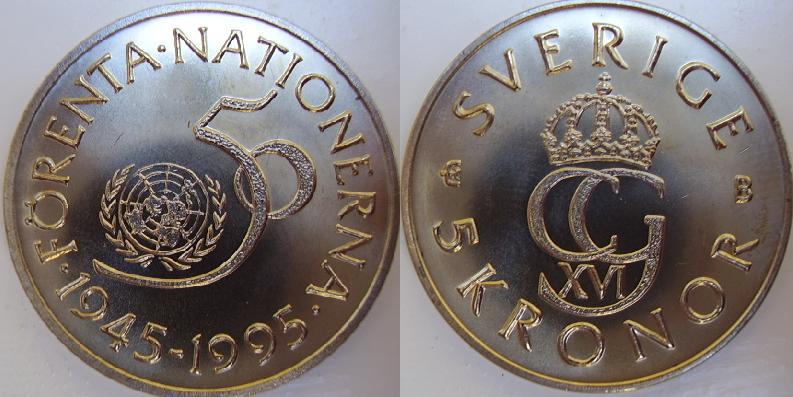 ·FÖRENTA·NATIONERNA·
1945-1995
50
SVERIGE
CG
XVI
5 KRONOR
B